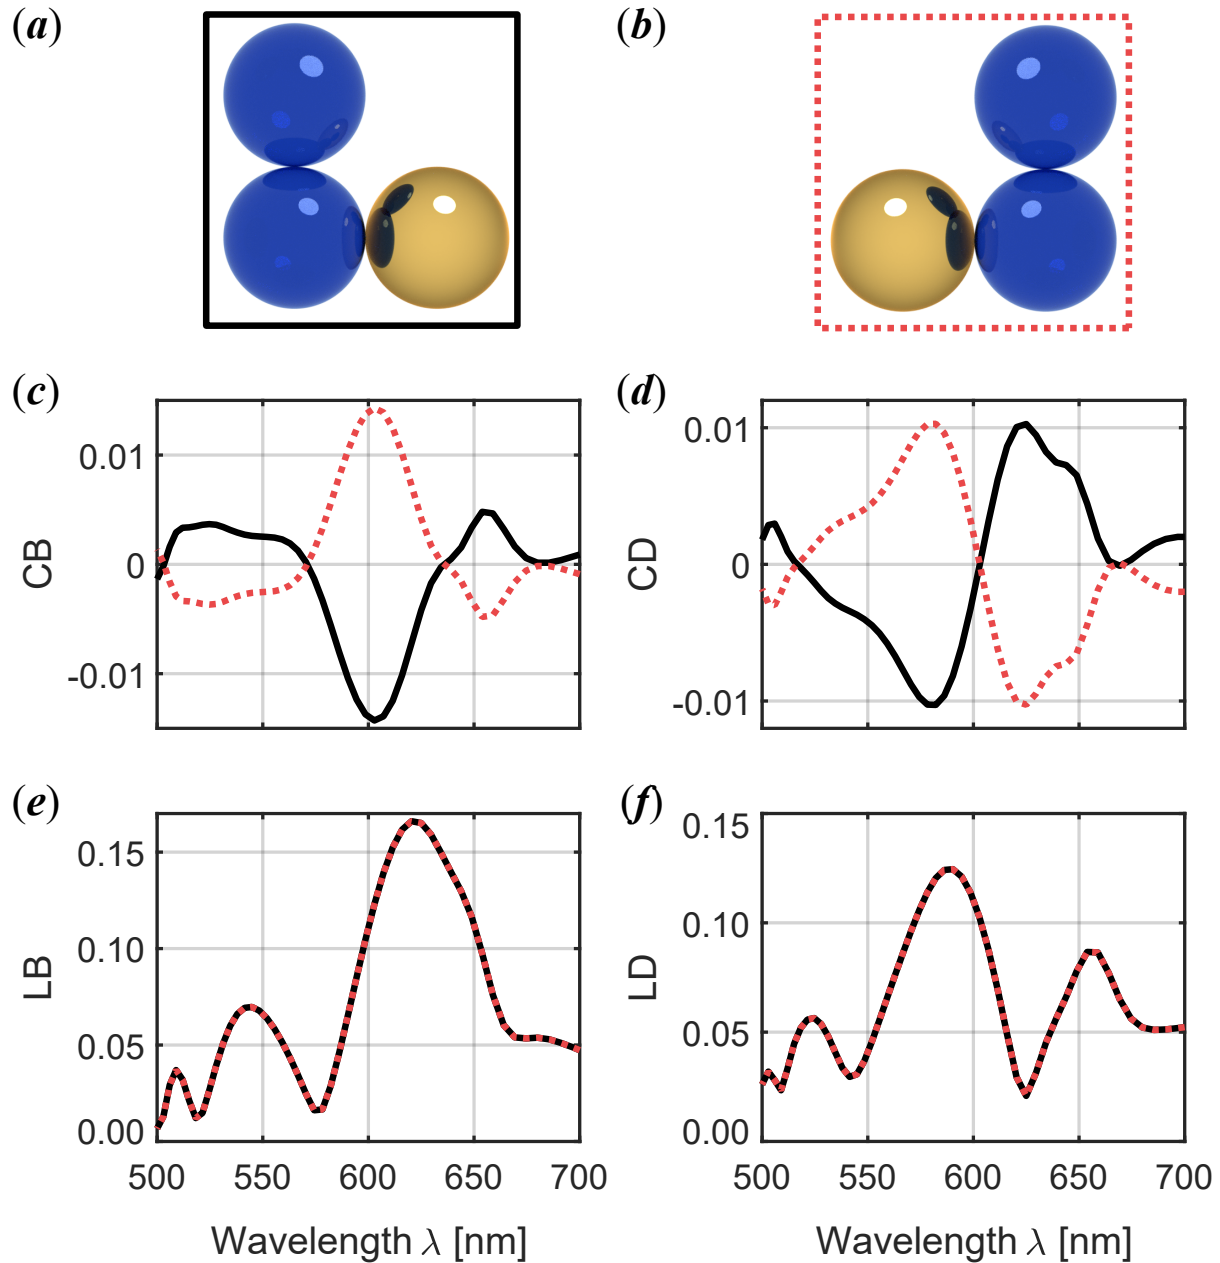 (a) (b)
(c) (d)
0.01 0.01
CB 0 CD 0
-0.01 -0.01
(e) (f)
0.15 0.15
0.10 0.10
LB LD
0.05 0.05
0.00 0.00
500 550 600 650 700 500 550 600 650 700
Wavelength λ [nm] Wavelength λ [nm]